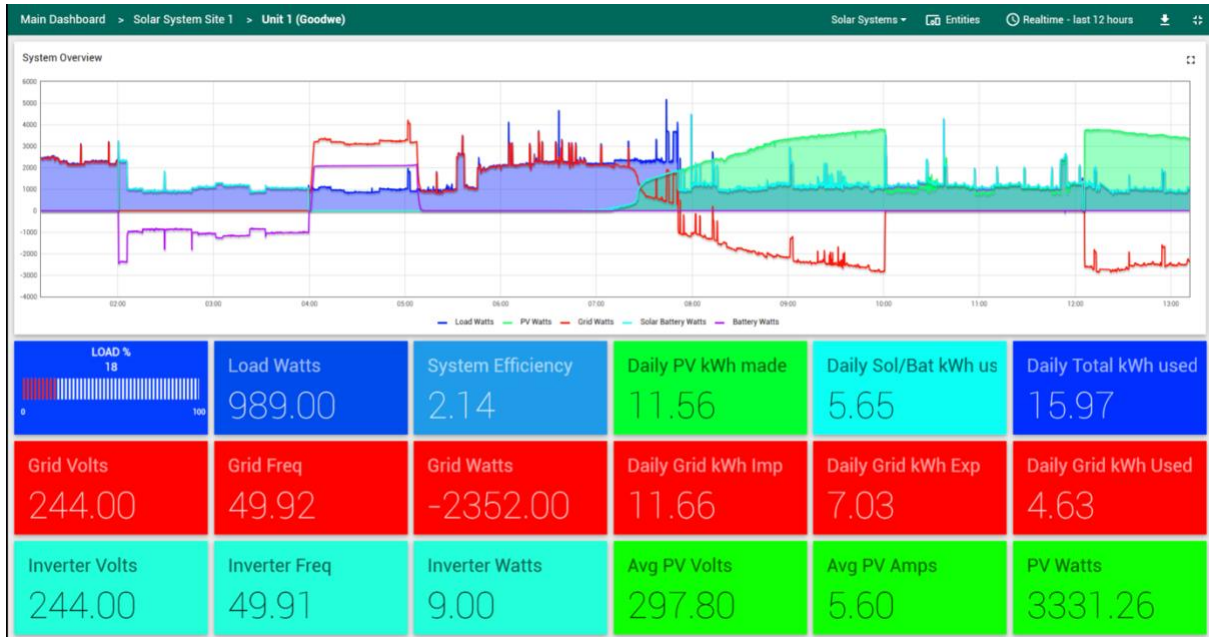 Main Dashboard > Solar System Site 1 > Unit 1 (Goodwe) Solar Systems Entities Realtime - last 12 hours
System Overview
6000
5000
4000
3000
2000
1000
0
-1000
-2000
-3000
-4000
02:00 03:00 04:00 05:00 06:00 07:00 08:00 09:00 10:00 11:00 12:00 13:00
Load Watts PV Watts Grid Watts Solar Battery Watts Battery Watts
LOAD %
18
0 100
Load Watts
989.00
System Efficiency
2.14
Daily PV kWh made
11.56
Daily Sol/Bat kWh us
5.65
Daily Total kWh used
15.97
Grid Volts
244.00
Grid Freq
49.92
Grid Watts
-2352.00
Daily Grid kWh Imp
11.66
Daily Grid kWh Exp
7.03
Daily Grid kWh Used
4.63
Inverter Volts
244.00
Inverter Freq
49.91
Inverter Watts
9.00
Avg PV Volts
297.80
Avg PV Amps
5.60
PV Watts
3331.26